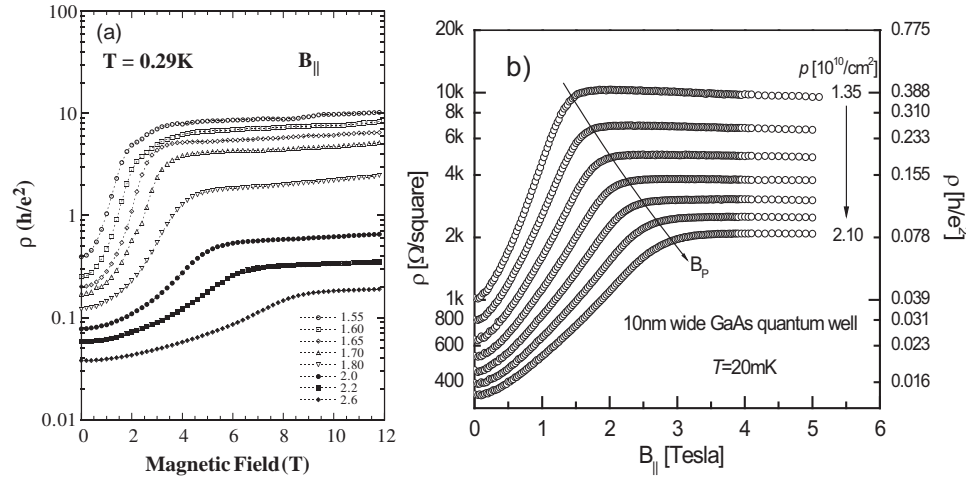 (a)
T = 0.29K
B||
100
10
1
0.1
0.01
ρ (h/e²)
1.55
1.60
1.65
1.70
1.80
2.0
2.2
2.6
0 2 4 6 8 10 12
Magnetic Field (T)
b)
20k
10k
8k
6k
4k
2k
1k
800
600
400
ρ [Ω/square]
p [10¹⁰/cm²]
1.35
2.10
B_P
10nm wide GaAs quantum well
T=20mK
0.775
0.388
0.310
0.233
0.155
0.078
0.039
0.031
0.023
0.016
ρ [h/e²]
0 1 2 3 4 5 6
B|| [Tesla]